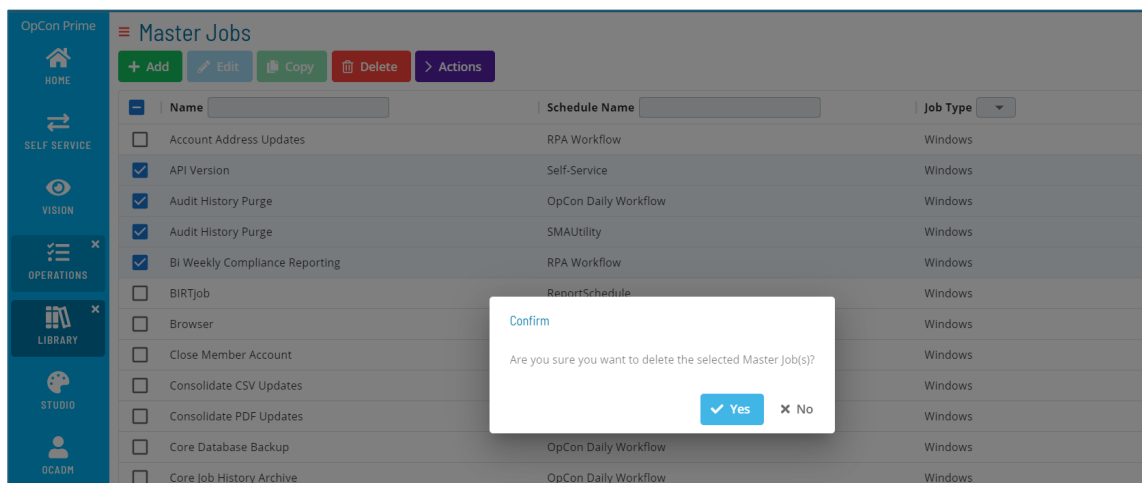 OpCon Prime
HOME
SELF SERVICE
VISION
OPERATIONS
LIBRARY
STUDIO
OCADM
Master Jobs
Add Edit Copy Delete Actions
Name Schedule Name Job Type
Account Address Updates RPA Workflow Windows
API Version Self-Service Windows
Audit History Purge OpCon Daily Workflow Windows
Audit History Purge SMAUtility Windows
Bi Weekly Compliance Reporting RPA Workflow Windows
BIRTjob ReportSchedule Windows
Browser Windows
Close Member Account Windows
Consolidate CSV Updates Windows
Consolidate PDF Updates Windows
Core Database Backup OpCon Daily Workflow Windows
Core Job History Archive OpCon Daily Workflow Windows
Confirm
Are you sure you want to delete the selected Master Job(s)?
Yes No